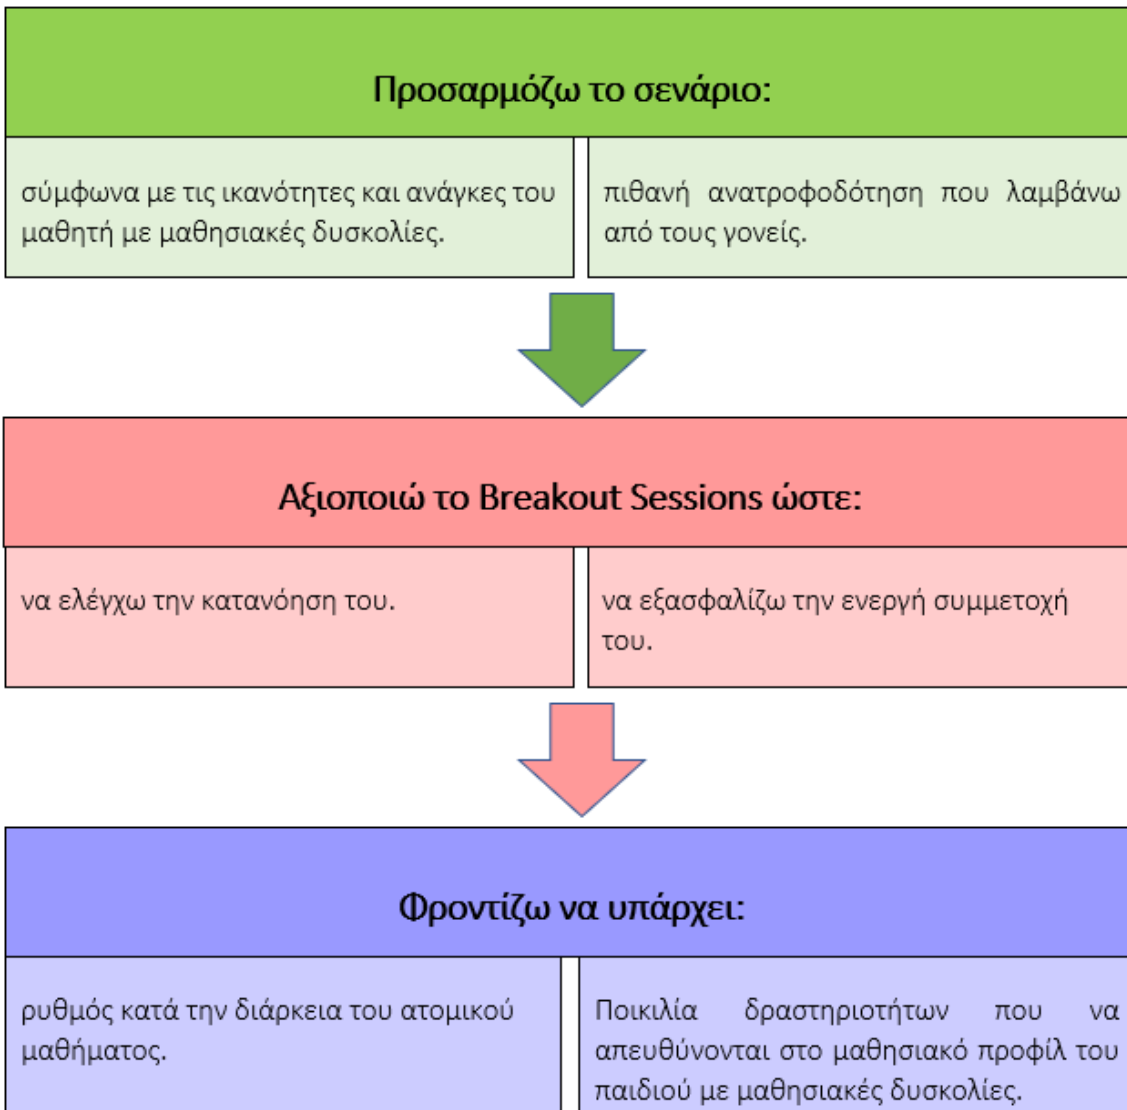 Προσαρμόζω το σενάριο:
σύμφωνα με τις ικανότητες και ανάγκες του
μαθητή με μαθησιακές δυσκολίες.
πιθανή ανατροφοδότηση που λαμβάνω
από τους γονείς.
Αξιοποιώ το Breakout Sessions ώστε:
να ελέγχω την κατανόηση του.
να εξασφαλίζω την ενεργή συμμετοχή
του.
Φροντίζω να υπάρχει:
ρυθμός κατά την διάρκεια του ατομικού
μαθήματος.
Ποικιλία δραστηριοτήτων που να
απευθύνονται στο μαθησιακό προφίλ του
παιδιού με μαθησιακές δυσκολίες.